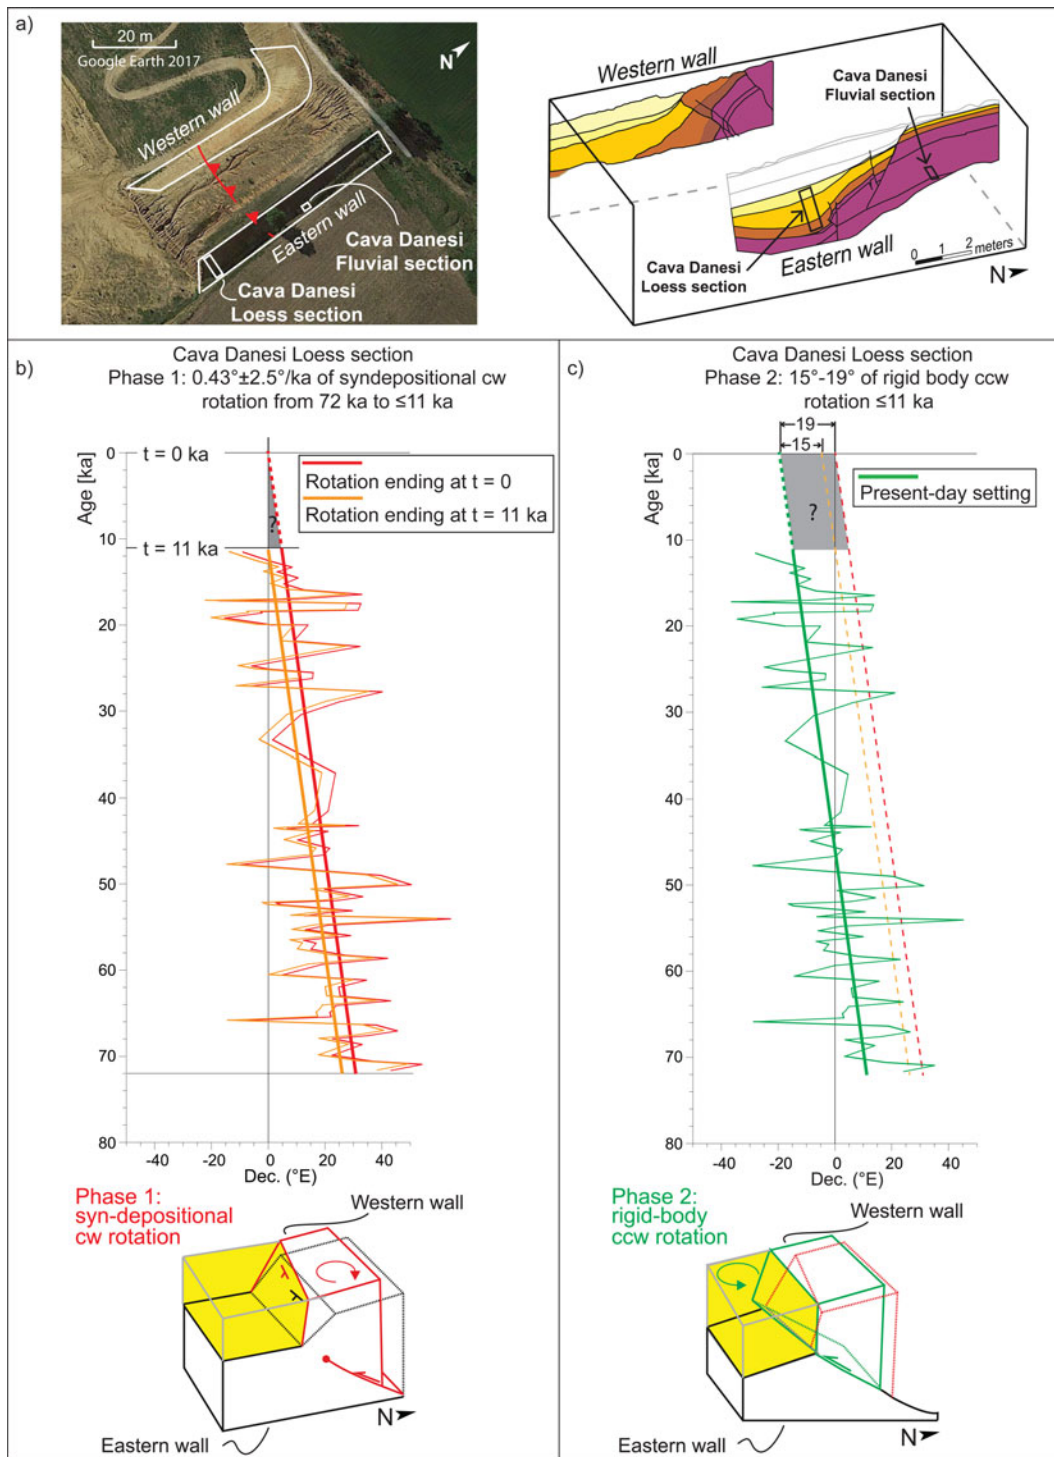 a)
20 m
Google Earth 2017
N
Western wall
Eastern wall
Cava Danesi
Fluvial section
Cava Danesi
Loess section
Western wall
Cava Danesi
Fluvial section
Cava Danesi
Loess section
Eastern wall
0 1 2 meters
N
b)
Cava Danesi Loess section
Phase 1: 0.43°±2.5°/ka of syndepositional cw
rotation from 72 ka to ≤11 ka
Age [ka]
t = 0 ka
Rotation ending at t = 0
Rotation ending at t = 11 ka
?
t = 11 ka
0
10
20
30
40
50
60
70
80
-40 -20 0 20 40
Dec. (°E)
Phase 1:
syn-depositional
cw rotation
Western wall
N
Eastern wall
c)
Cava Danesi Loess section
Phase 2: 15°-19° of rigid body ccw
rotation ≤11 ka
19
15
Age [ka]
Present-day setting
?
0
10
20
30
40
50
60
70
80
-40 -20 0 20 40
Dec. (°E)
Phase 2:
rigid-body
ccw rotation
Western wall
N
Eastern wall